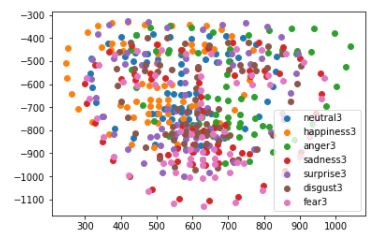 −300
−400
−500
−600
−700
−800
−900
−1000
−1100
300 400 500 600 700 800 900 1000
neutral3
happiness3
anger3
sadness3
surprise3
disgust3
fear3